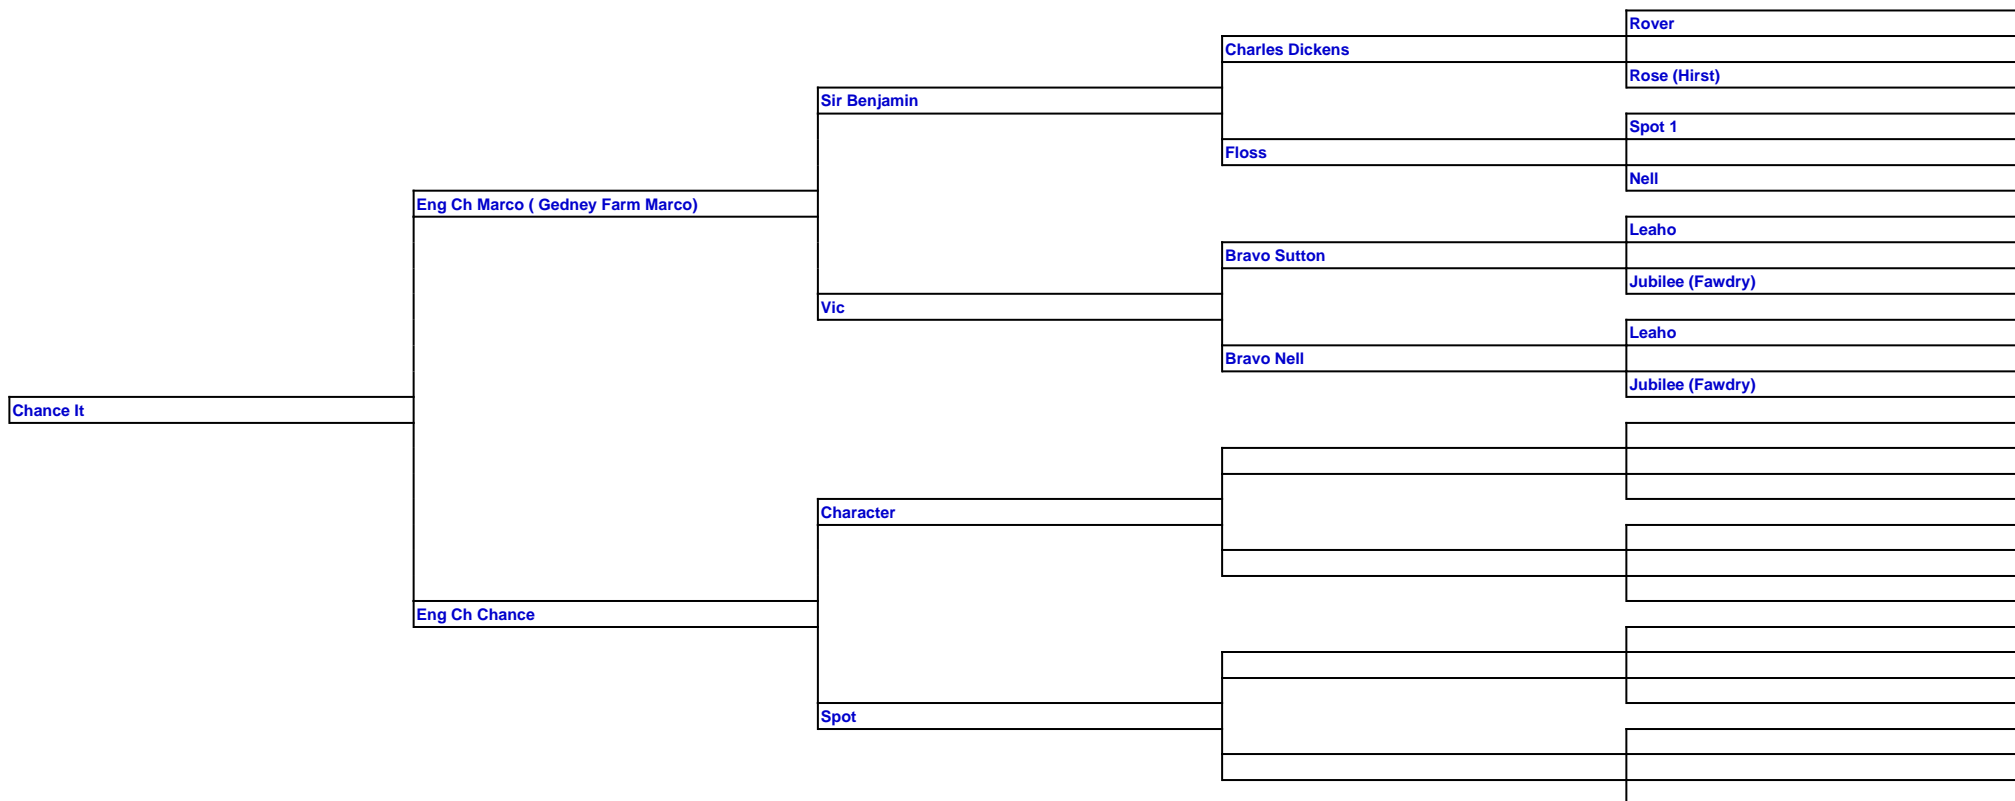 Rover
Charles Dickens
Rose (Hirst)
Sir Benjamin
Spot 1
Floss
Nell
Eng Ch Marco ( Gedney Farm Marco)
Leaho
Bravo Sutton
Jubilee (Fawdry)
Vic
Leaho
Bravo Nell
Jubilee (Fawdry)
Chance It
Character
Eng Ch Chance
Spot